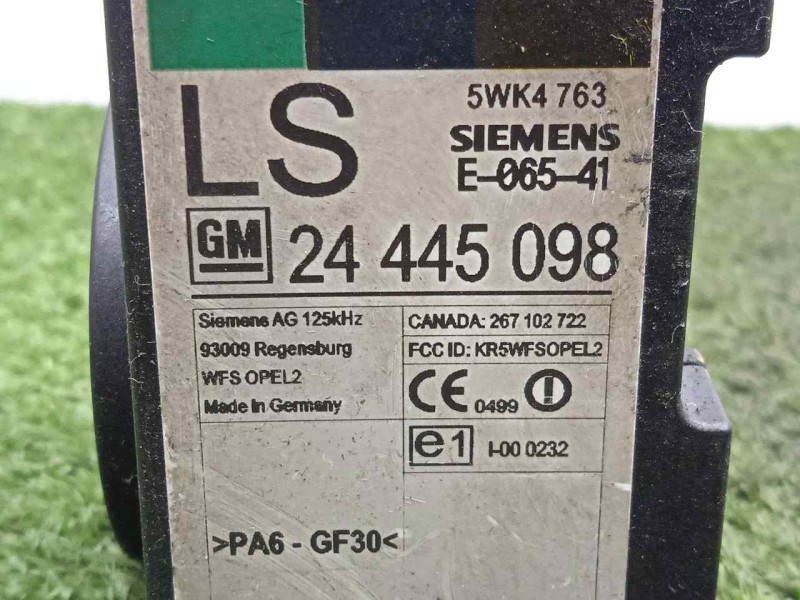 LS
5WK4 763
SIEMENS
E-065-41
GM 24 445 098
Siemens AG 125kHz
93009 Regensburg
WFS OPEL2
Made in Germany
CANADA: 267 102 722
FCC ID: KR5WFSOPEL2
CE 0499
e1 I-00 0232
>PA6 - GF30<